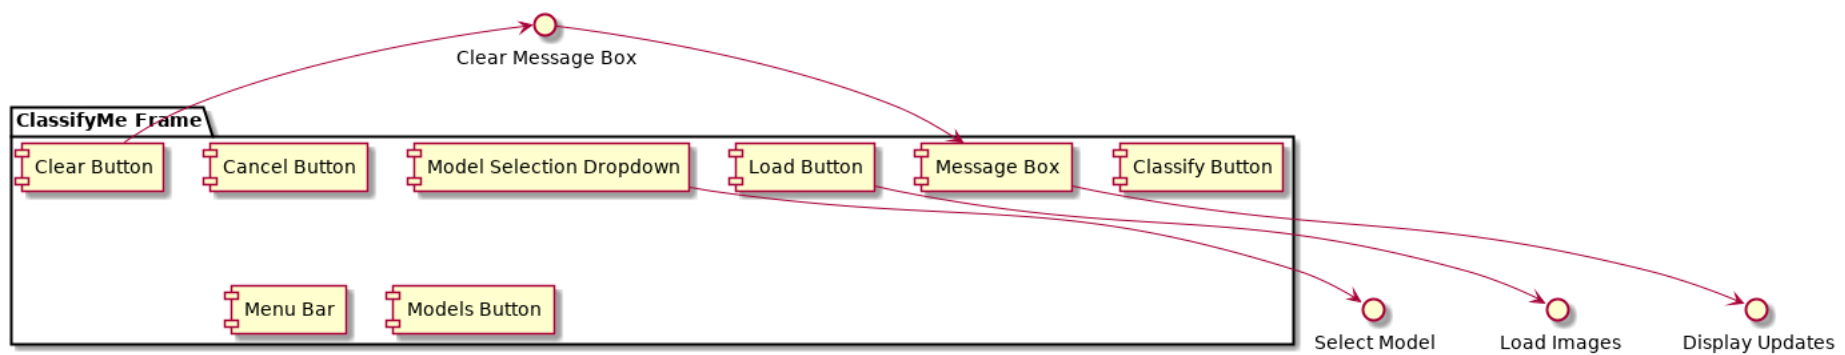 Clear Message Box
ClassifyMe Frame
Clear Button
Cancel Button
Model Selection Dropdown
Load Button
Message Box
Classify Button
Menu Bar
Models Button
Select Model
Load Images
Display Updates